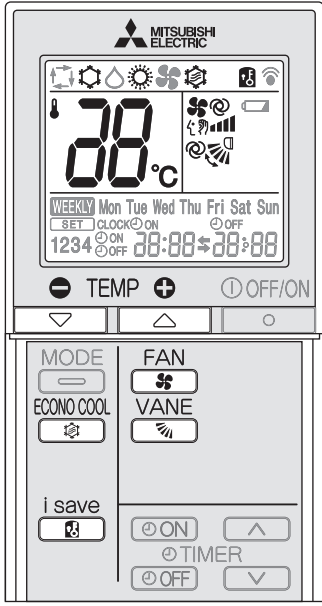 MITSUBISHI
ELECTRIC
88°C
WEEKLY Mon Tue Wed Thu Fri Sat Sun
SET CLOCK ON OFF
1234 ON OFF 88:88 88:88
TEMP OFF/ON
MODE FAN
ECONO COOL VANE
i save
ON
TIMER
OFF